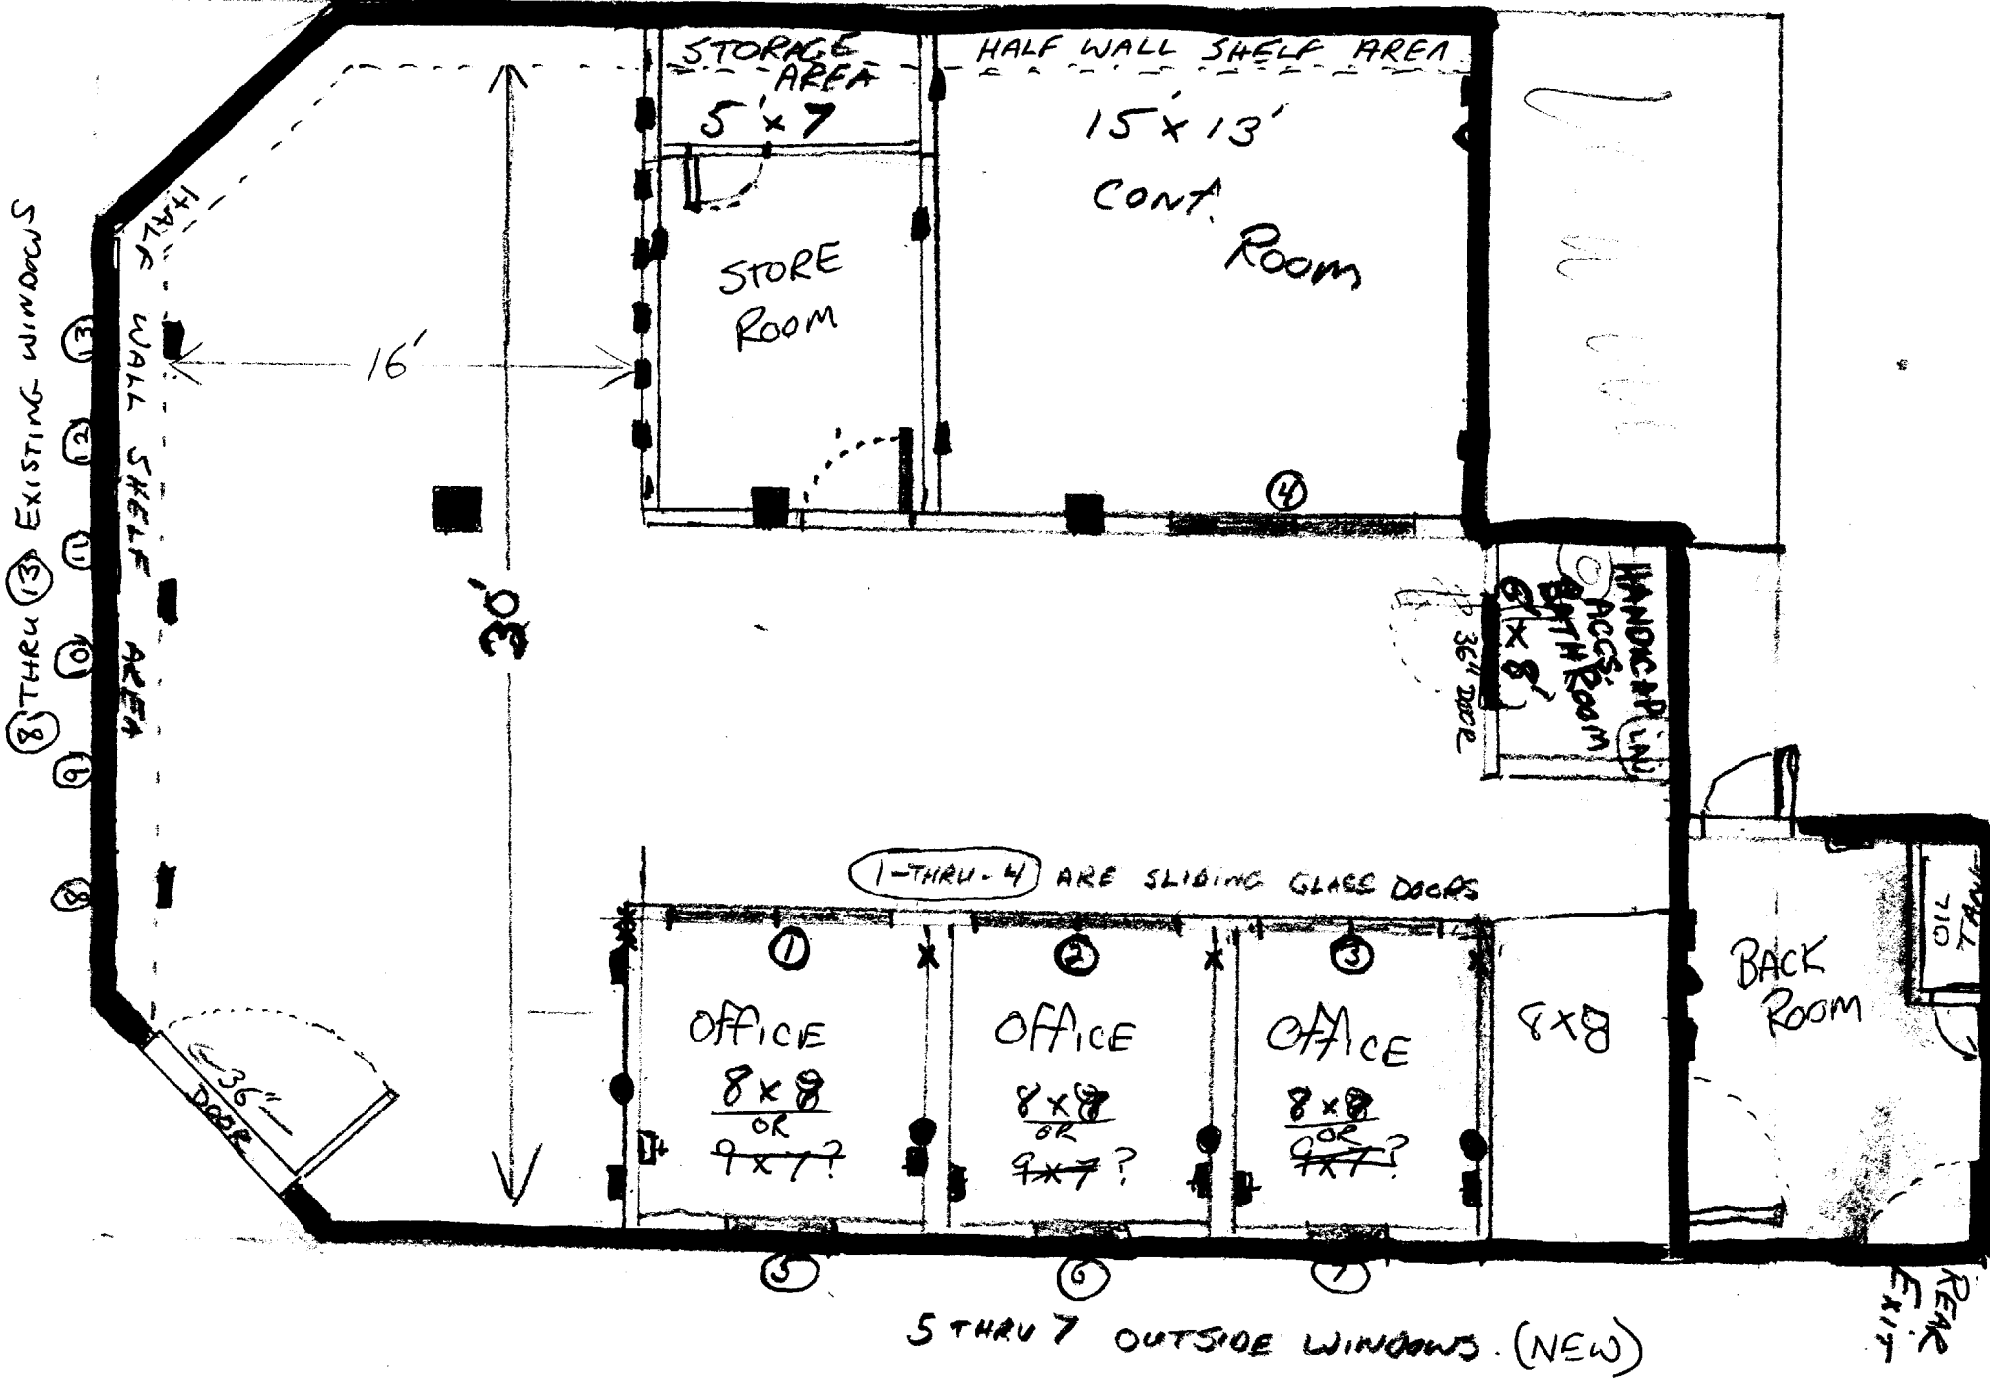 STORAGE
AREA
5' x 7
HALF WALL SHELF AREA
15' x 13'
CONF.
ROOM
STORE
ROOM
HALF WALL SHELF AREA
8 THRU 13 EXISTING WINDOWS
13
12
11
10
9
8
16'
30'
4
HANDICAP
ACCS.
BATHROOM
6' x 8'
36" DOOR
1-THRU-4 ARE SLIDING GLASS DOORS
1
2
3
OFFICE
8 x 8
OR
9 x 7?
OFFICE
8 x 8
OR
9 x 7?
OFFICE
8 x 8
OR
9 x 7?
8 x 8
BACK
ROOM
OIL
TANK
36"
DOOR
5
6
7
5 THRU 7 OUTSIDE WINDOWS. (NEW)
REAR
EXIT